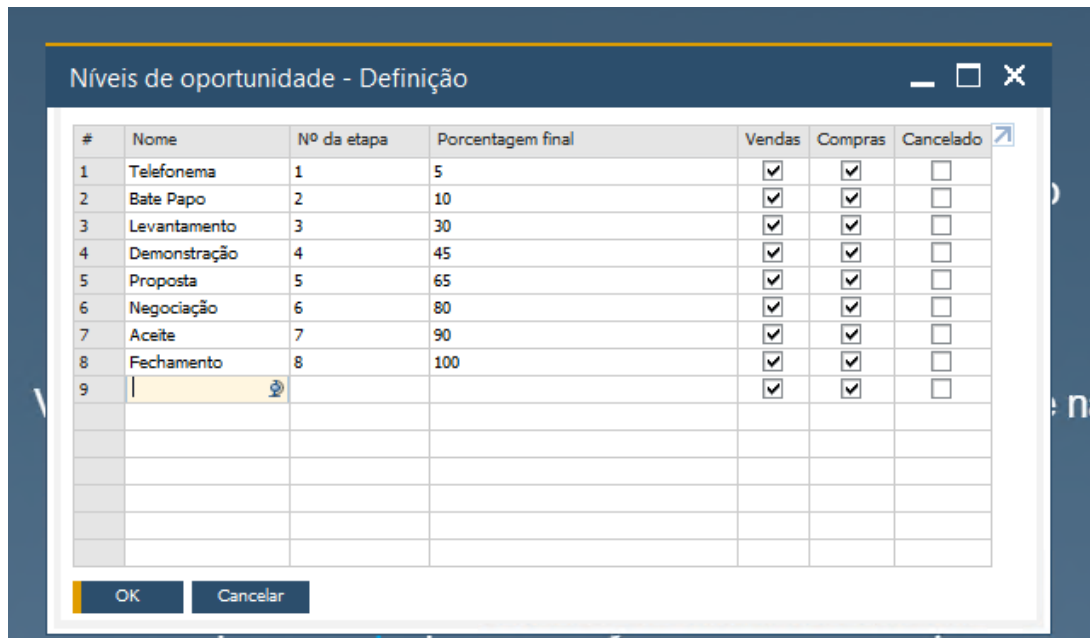 Níveis de oportunidade - Definição
# Nome Nº da etapa Porcentagem final Vendas Compras Cancelado
1 Telefonema 1 5
2 Bate Papo 2 10
3 Levantamento 3 30
4 Demonstração 4 45
5 Proposta 5 65
6 Negociação 6 80
7 Aceite 7 90
8 Fechamento 8 100
9
OK Cancelar